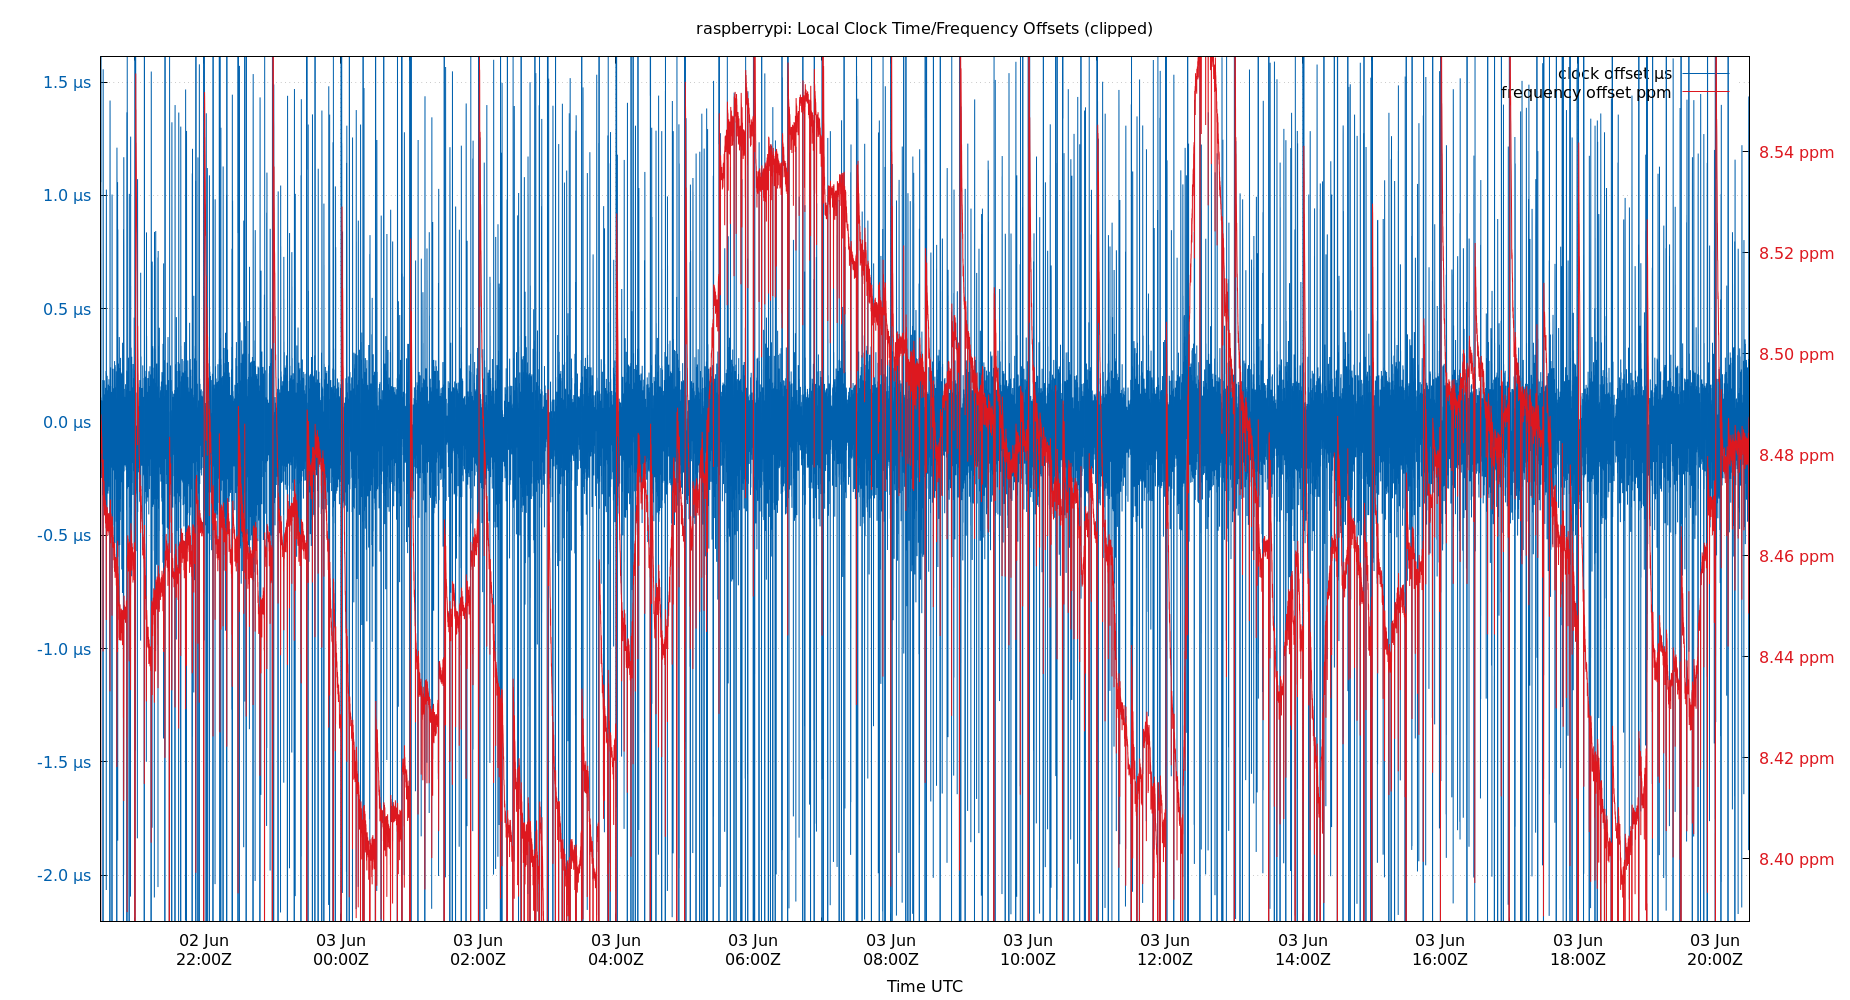 raspberrypi: Local Clock Time/Frequency Offsets (clipped)
clock offset µs
frequency offset ppm
1.5 µs
1.0 µs
0.5 µs
0.0 µs
-0.5 µs
-1.0 µs
-1.5 µs
-2.0 µs
8.54 ppm
8.52 ppm
8.50 ppm
8.48 ppm
8.46 ppm
8.44 ppm
8.42 ppm
8.40 ppm
02 Jun
22:00Z
03 Jun
00:00Z
03 Jun
02:00Z
03 Jun
04:00Z
03 Jun
06:00Z
03 Jun
08:00Z
03 Jun
10:00Z
03 Jun
12:00Z
03 Jun
14:00Z
03 Jun
16:00Z
03 Jun
18:00Z
03 Jun
20:00Z
Time UTC